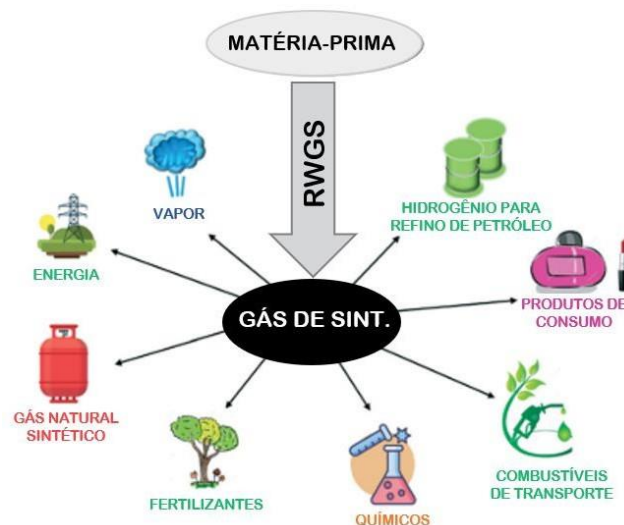 MATÉRIA-PRIMA
RWGS
VAPOR
HIDROGÊNIO PARA
REFINO DE PETRÓLEO
ENERGIA
PRODUTOS DE
CONSUMO
GÁS DE SINT.
GÁS NATURAL
SINTÉTICO
FERTILIZANTES
QUÍMICOS
COMBUSTÍVEIS
DE TRANSPORTE